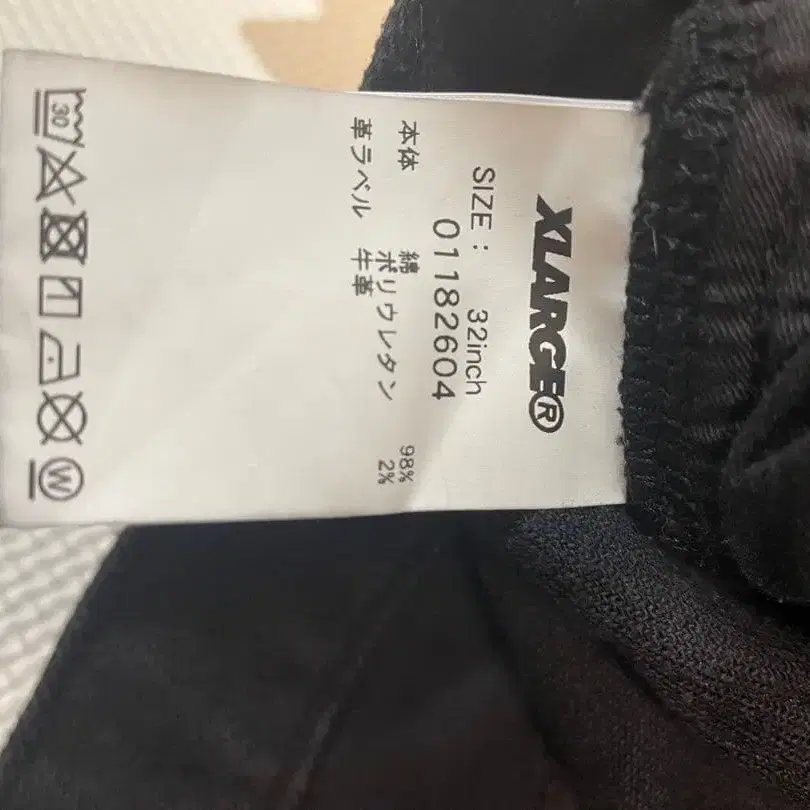 XLARGE®
SIZE : 32inch
01182604
本体 綿 98%
ポリウレタン 2%
革ラベル 牛革
30
W